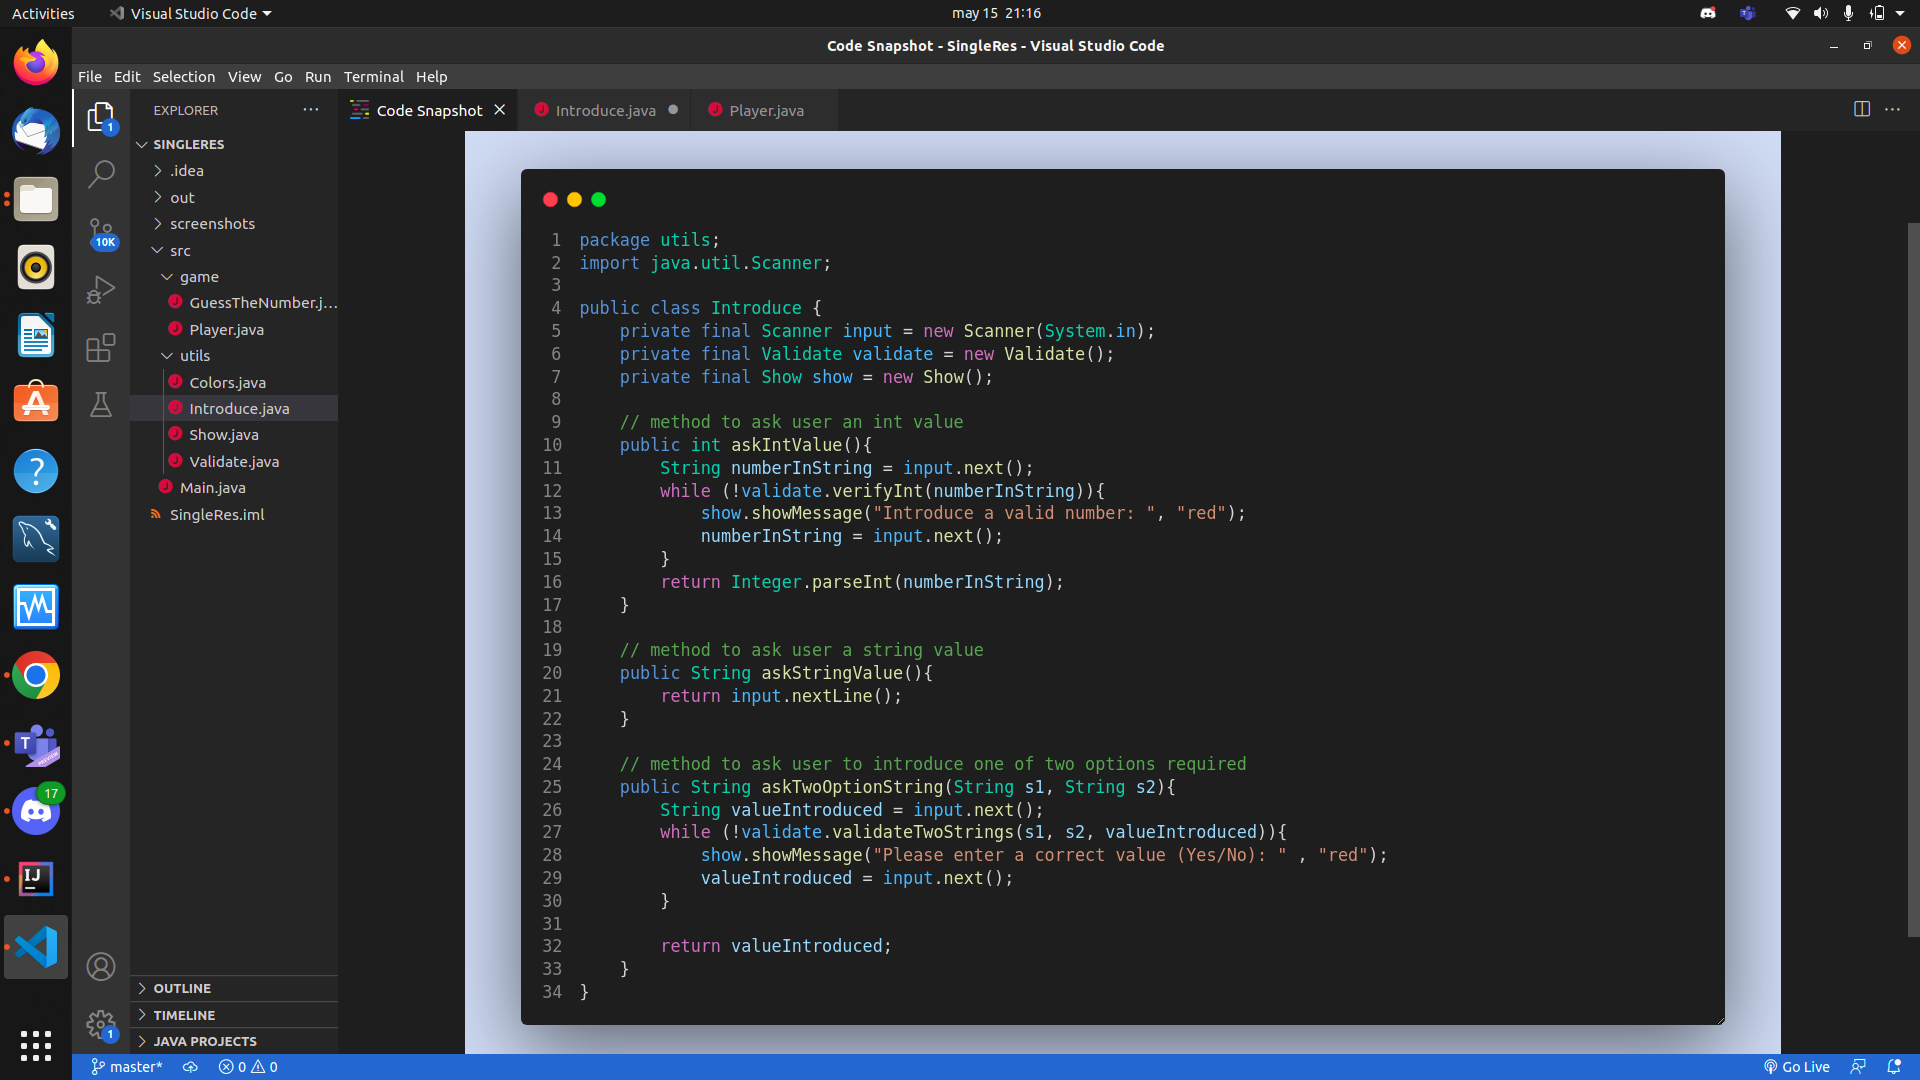 Activities
Visual Studio Code
may 15 21:16
Code Snapshot - SingleRes - Visual Studio Code
File Edit Selection View Go Run Terminal Help
EXPLORER
Code Snapshot
Introduce.java
Player.java
1
10K
SINGLERES
.idea
out
screenshots
src
game
GuessTheNumber.j...
Player.java
utils
Colors.java
Introduce.java
Show.java
Validate.java
Main.java
SingleRes.iml
1 package utils;
2 import java.util.Scanner;
3
4 public class Introduce {
5 private final Scanner input = new Scanner(System.in);
6 private final Validate validate = new Validate();
7 private final Show show = new Show();
8
9 // method to ask user an int value
10 public int askIntValue(){
11 String numberInString = input.next();
12 while (!validate.verifyInt(numberInString)){
13 show.showMessage("Introduce a valid number: ", "red");
14 numberInString = input.next();
15 }
16 return Integer.parseInt(numberInString);
17 }
18
19 // method to ask user a string value
20 public String askStringValue(){
21 return input.nextLine();
22 }
23
24 // method to ask user to introduce one of two options required
25 public String askTwoOptionString(String s1, String s2){
26 String valueIntroduced = input.next();
27 while (!validate.validateTwoStrings(s1, s2, valueIntroduced)){
28 show.showMessage("Please enter a correct value (Yes/No): " , "red");
29 valueIntroduced = input.next();
30 }
31
32 return valueIntroduced;
33 }
34 }
17
IJ
OUTLINE
TIMELINE
JAVA PROJECTS
1
master*
0
0
Go Live